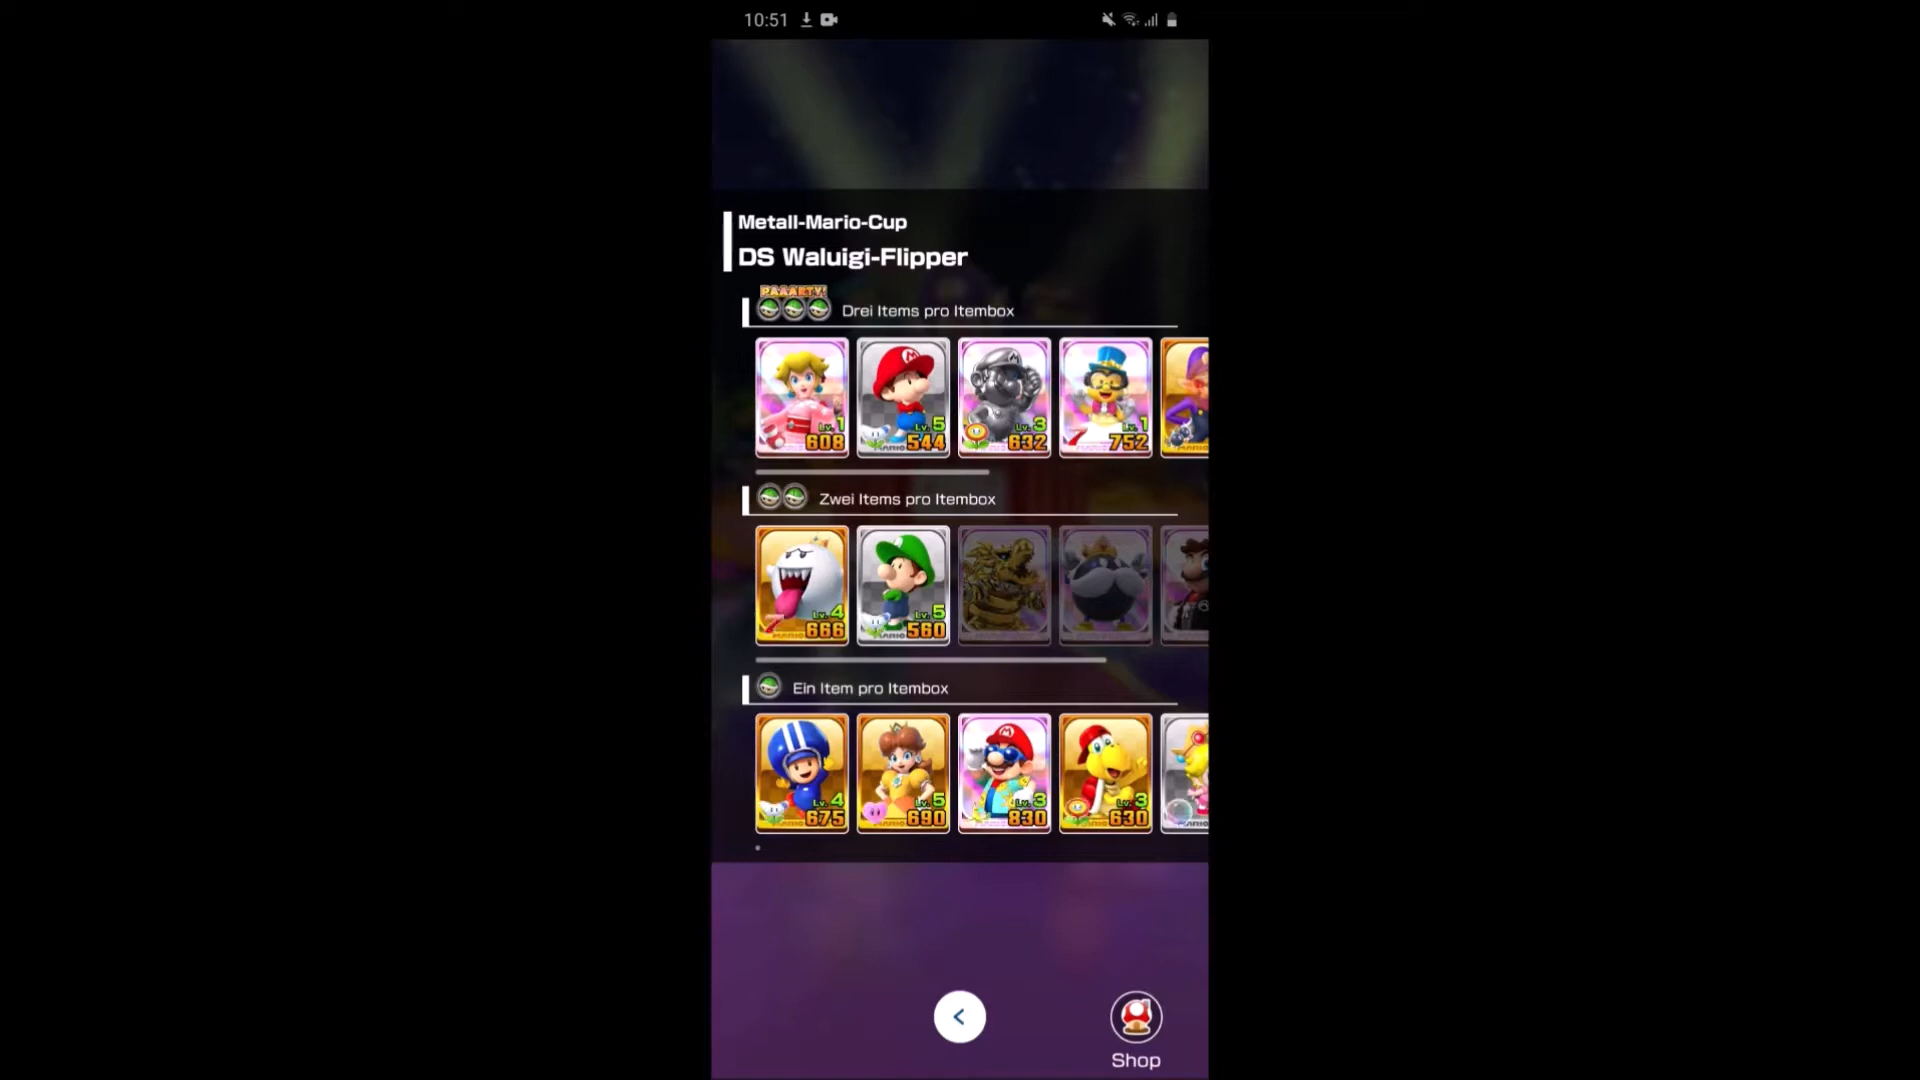 10:51
Metall-Mario-Cup
DS Waluigi-Flipper
PAAARTY!
Drei Items pro Itembox
Lv.1 Lv.5 Lv.3 Lv.1
608 544 632 752
Zwei Items pro Itembox
Lv.4 Lv.5
666 560
Ein Item pro Itembox
Lv.4 Lv.5 Lv.3 Lv.3
675 690 830 630
Shop